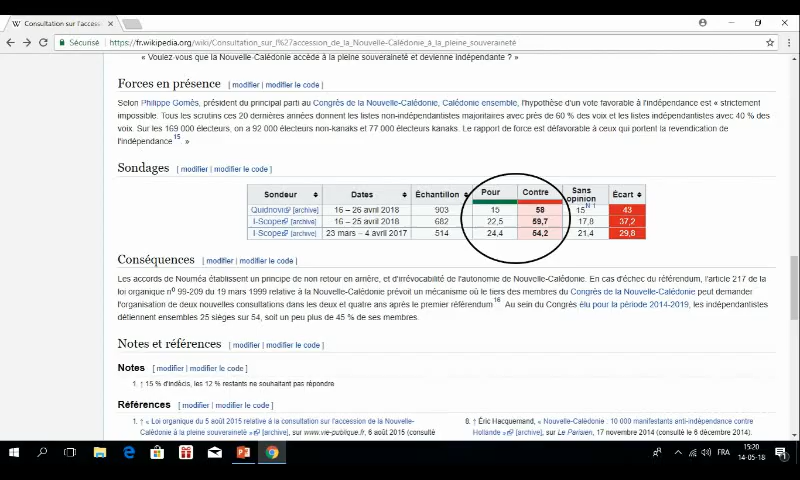 Consultation sur l'access
Sécurisé | https://fr.wikipedia.org/wiki/Consultation_sur_l%27accession_de_la_Nouvelle-Calédonie_à_la_pleine_souveraineté
« Voulez-vous que la Nouvelle-Calédonie accède à la pleine souveraineté et devienne indépendante ? »
Forces en présence [ modifier | modifier le code ]
Selon Philippe Gomès, président du principal parti au Congrès de la Nouvelle-Calédonie, Calédonie ensemble, l'hypothèse d'un vote favorable à l'indépendance est « strictement
impossible. Tous les scrutins ces 20 dernières années donnent les listes non-indépendantistes majoritaires avec près de 60 % des voix et les listes indépendantistes avec 40 % des
voix. Sur les 169 000 électeurs, on a 92 000 électeurs non-kanaks et 77 000 électeurs kanaks. Le rapport de force est défavorable à ceux qui portent la revendication de
l'indépendance 15 »
Sondages [ modifier | modifier le code ]
Sondeur Dates Échantillon Pour Contre Sans opinion Écart
Quidnovi [archive] 16 – 26 avril 2018 903 15 58 15 N 1 43
I-Scope [archive] 16 – 25 avril 2018 682 22,5 59,7 17,8 37,2
I-Scope [archive] 23 mars – 4 avril 2017 514 24,4 54,2 21,4 29,8
Conséquences [ modifier | modifier le code ]
Les accords de Nouméa établissent un principe de non retour en arrière, et d'irrévocabilité de l'autonomie de Nouvelle-Calédonie. En cas d'échec du référendum, l'article 217 de la
loi organique nº 99-209 du 19 mars 1999 relative à la Nouvelle-Calédonie prévoit un mécanisme où le tiers des membres du Congrès de la Nouvelle-Calédonie peut demander
l'organisation de deux nouvelles consultations dans les deux et quatre ans après le premier référendum 16 Au sein du Congrès élu pour la période 2014-2019, les indépendantistes
détiennent ensembles 25 sièges sur 54, soit un peu plus de 45 % de ses membres.
Notes et références [ modifier | modifier le code ]
Notes [ modifier | modifier le code ]
1. ↑ 15 % d'indécis, les 12 % restants ne souhaitant pas répondre
Références [ modifier | modifier le code ]
1. ↑ « Loi organique du 5 août 2015 relative à la consultation sur l'accession de la Nouvelle-
Calédonie à la pleine souveraineté » [archive], sur www.vie-publique.fr, 6 août 2015 (consulté
8. ↑ Éric Hacquemand, « Nouvelle-Calédonie : 10 000 manifestants anti-indépendance contre
Hollande » [archive], sur Le Parisien, 17 novembre 2014 (consulté le 6 décembre 2014).
FRA
15:20
14-05-18